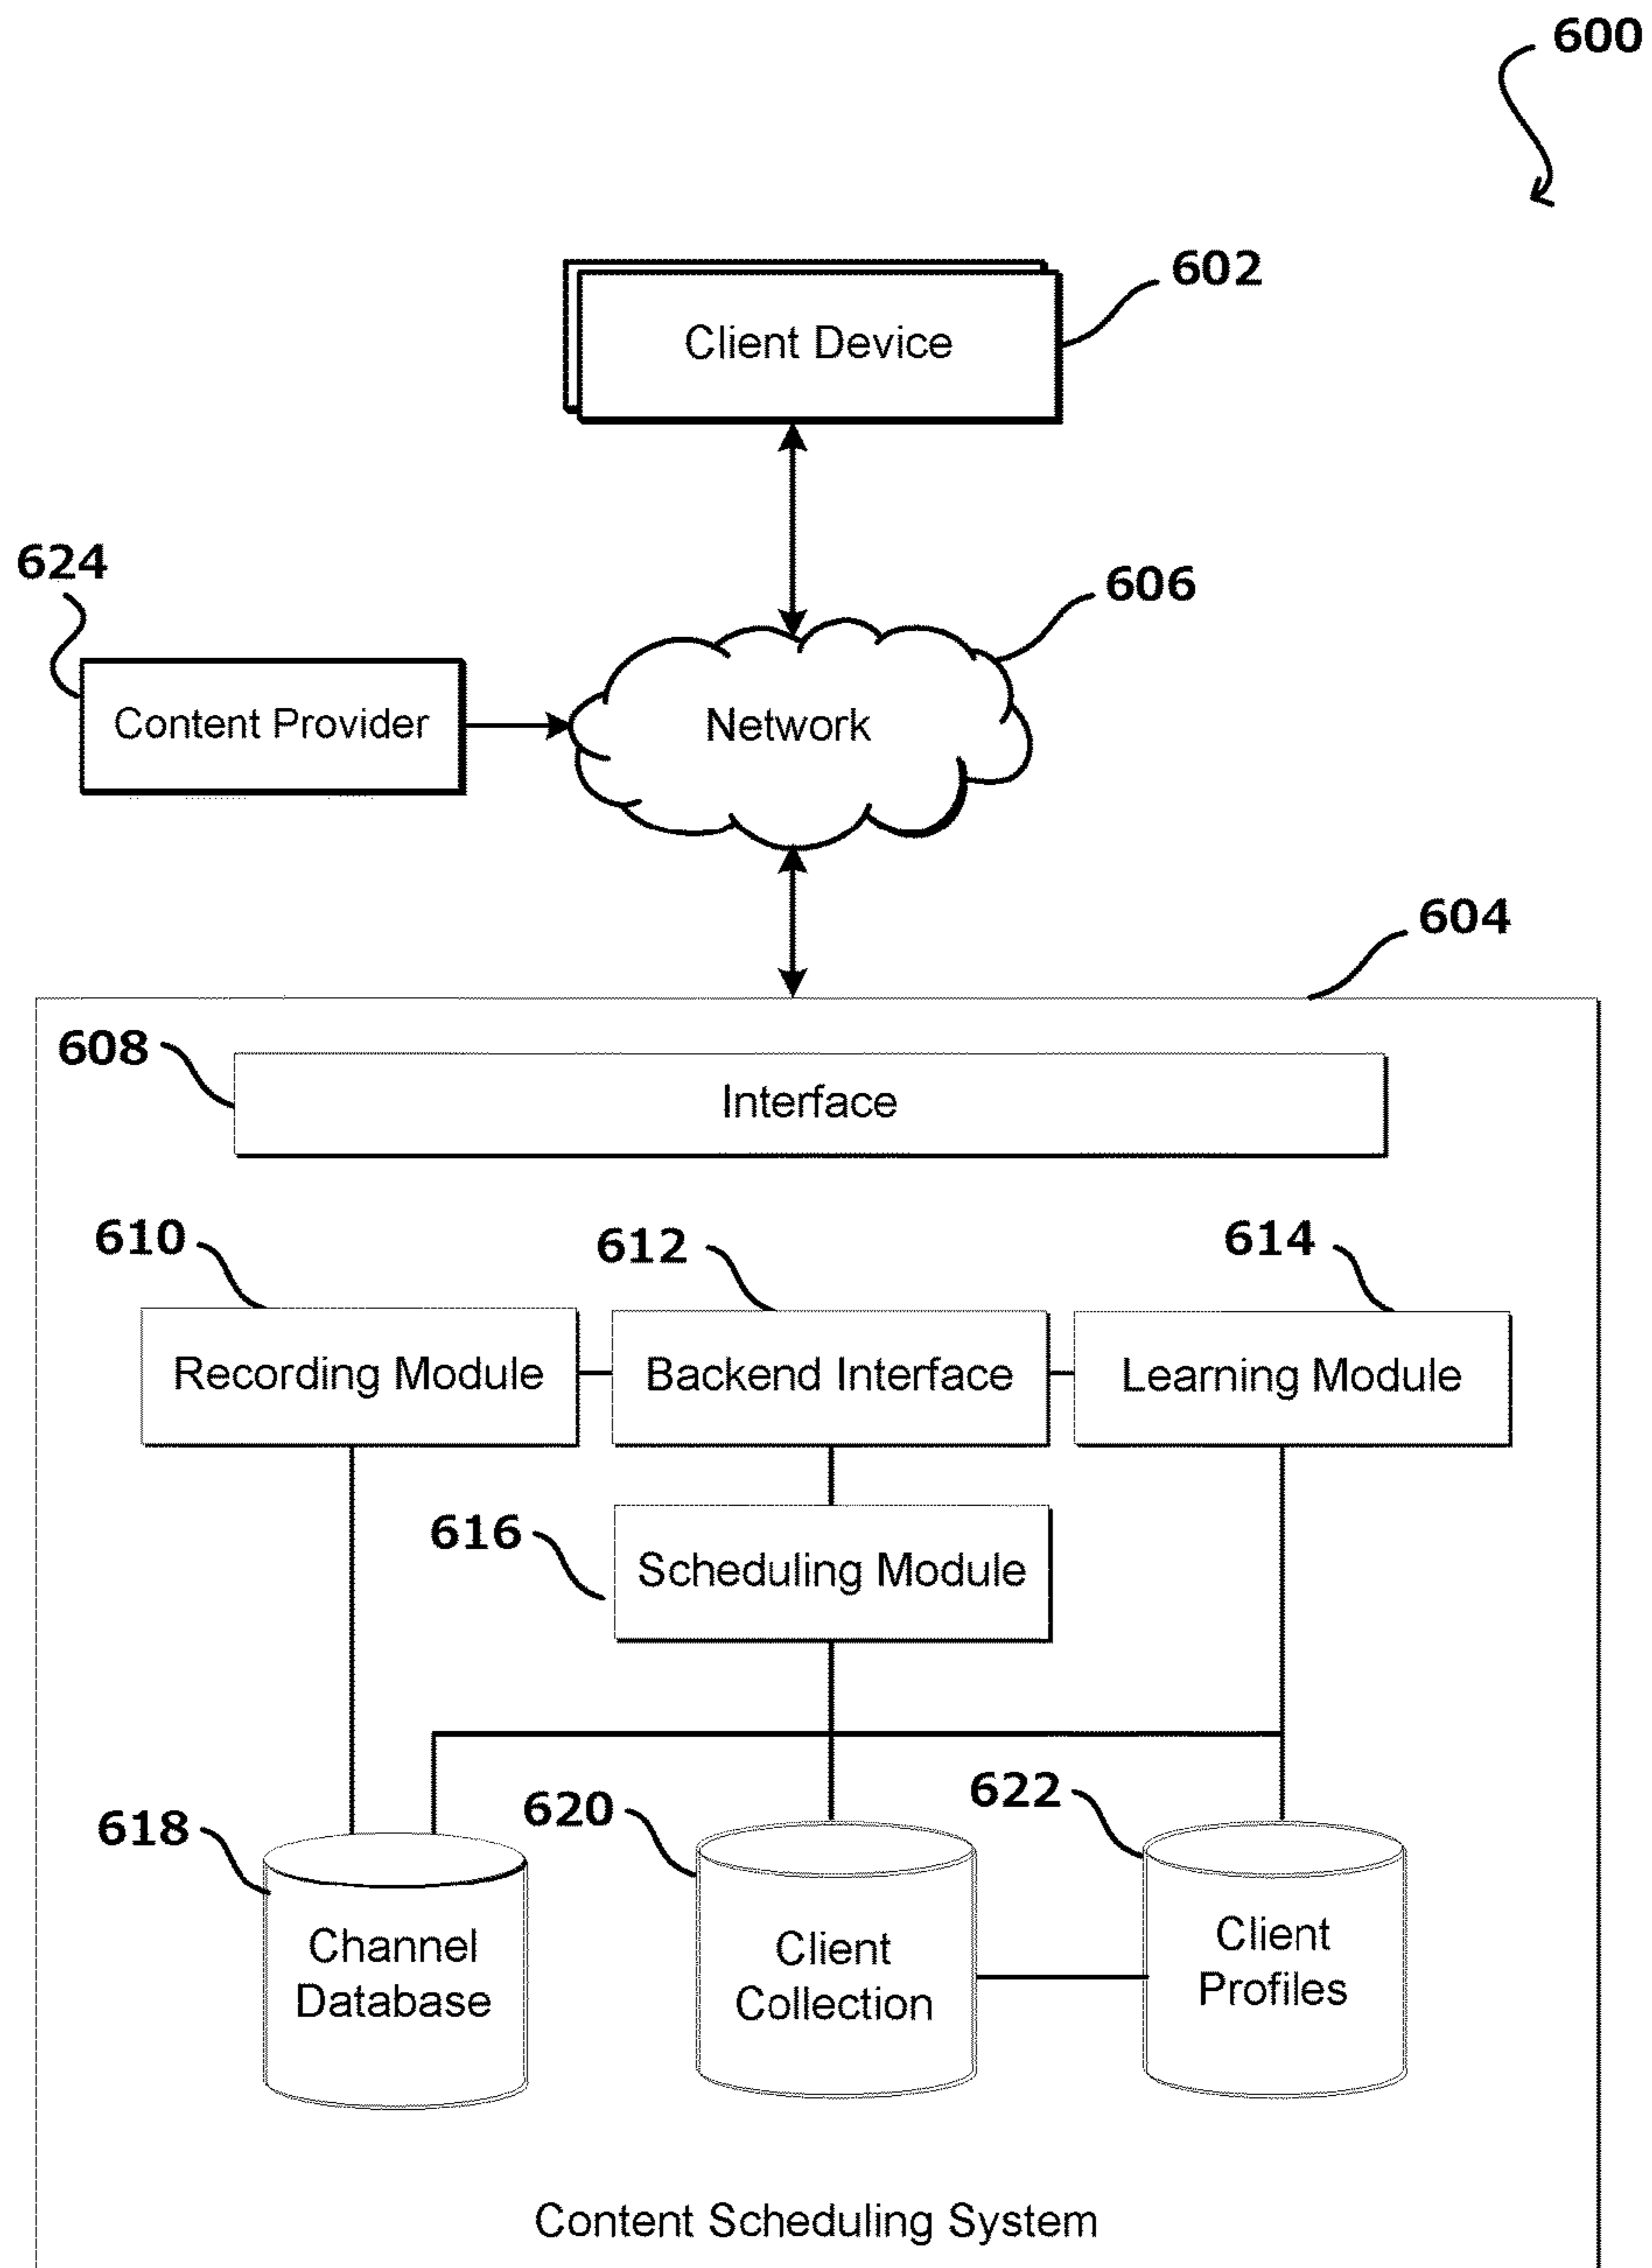 600
602
Client Device
624
606
Content Provider
Network
604
608
Interface
610
612
614
Recording Module
Backend Interface
Learning Module
616
Scheduling Module
618
620
622
Channel
Database
Client
Collection
Client
Profiles
Content Scheduling System